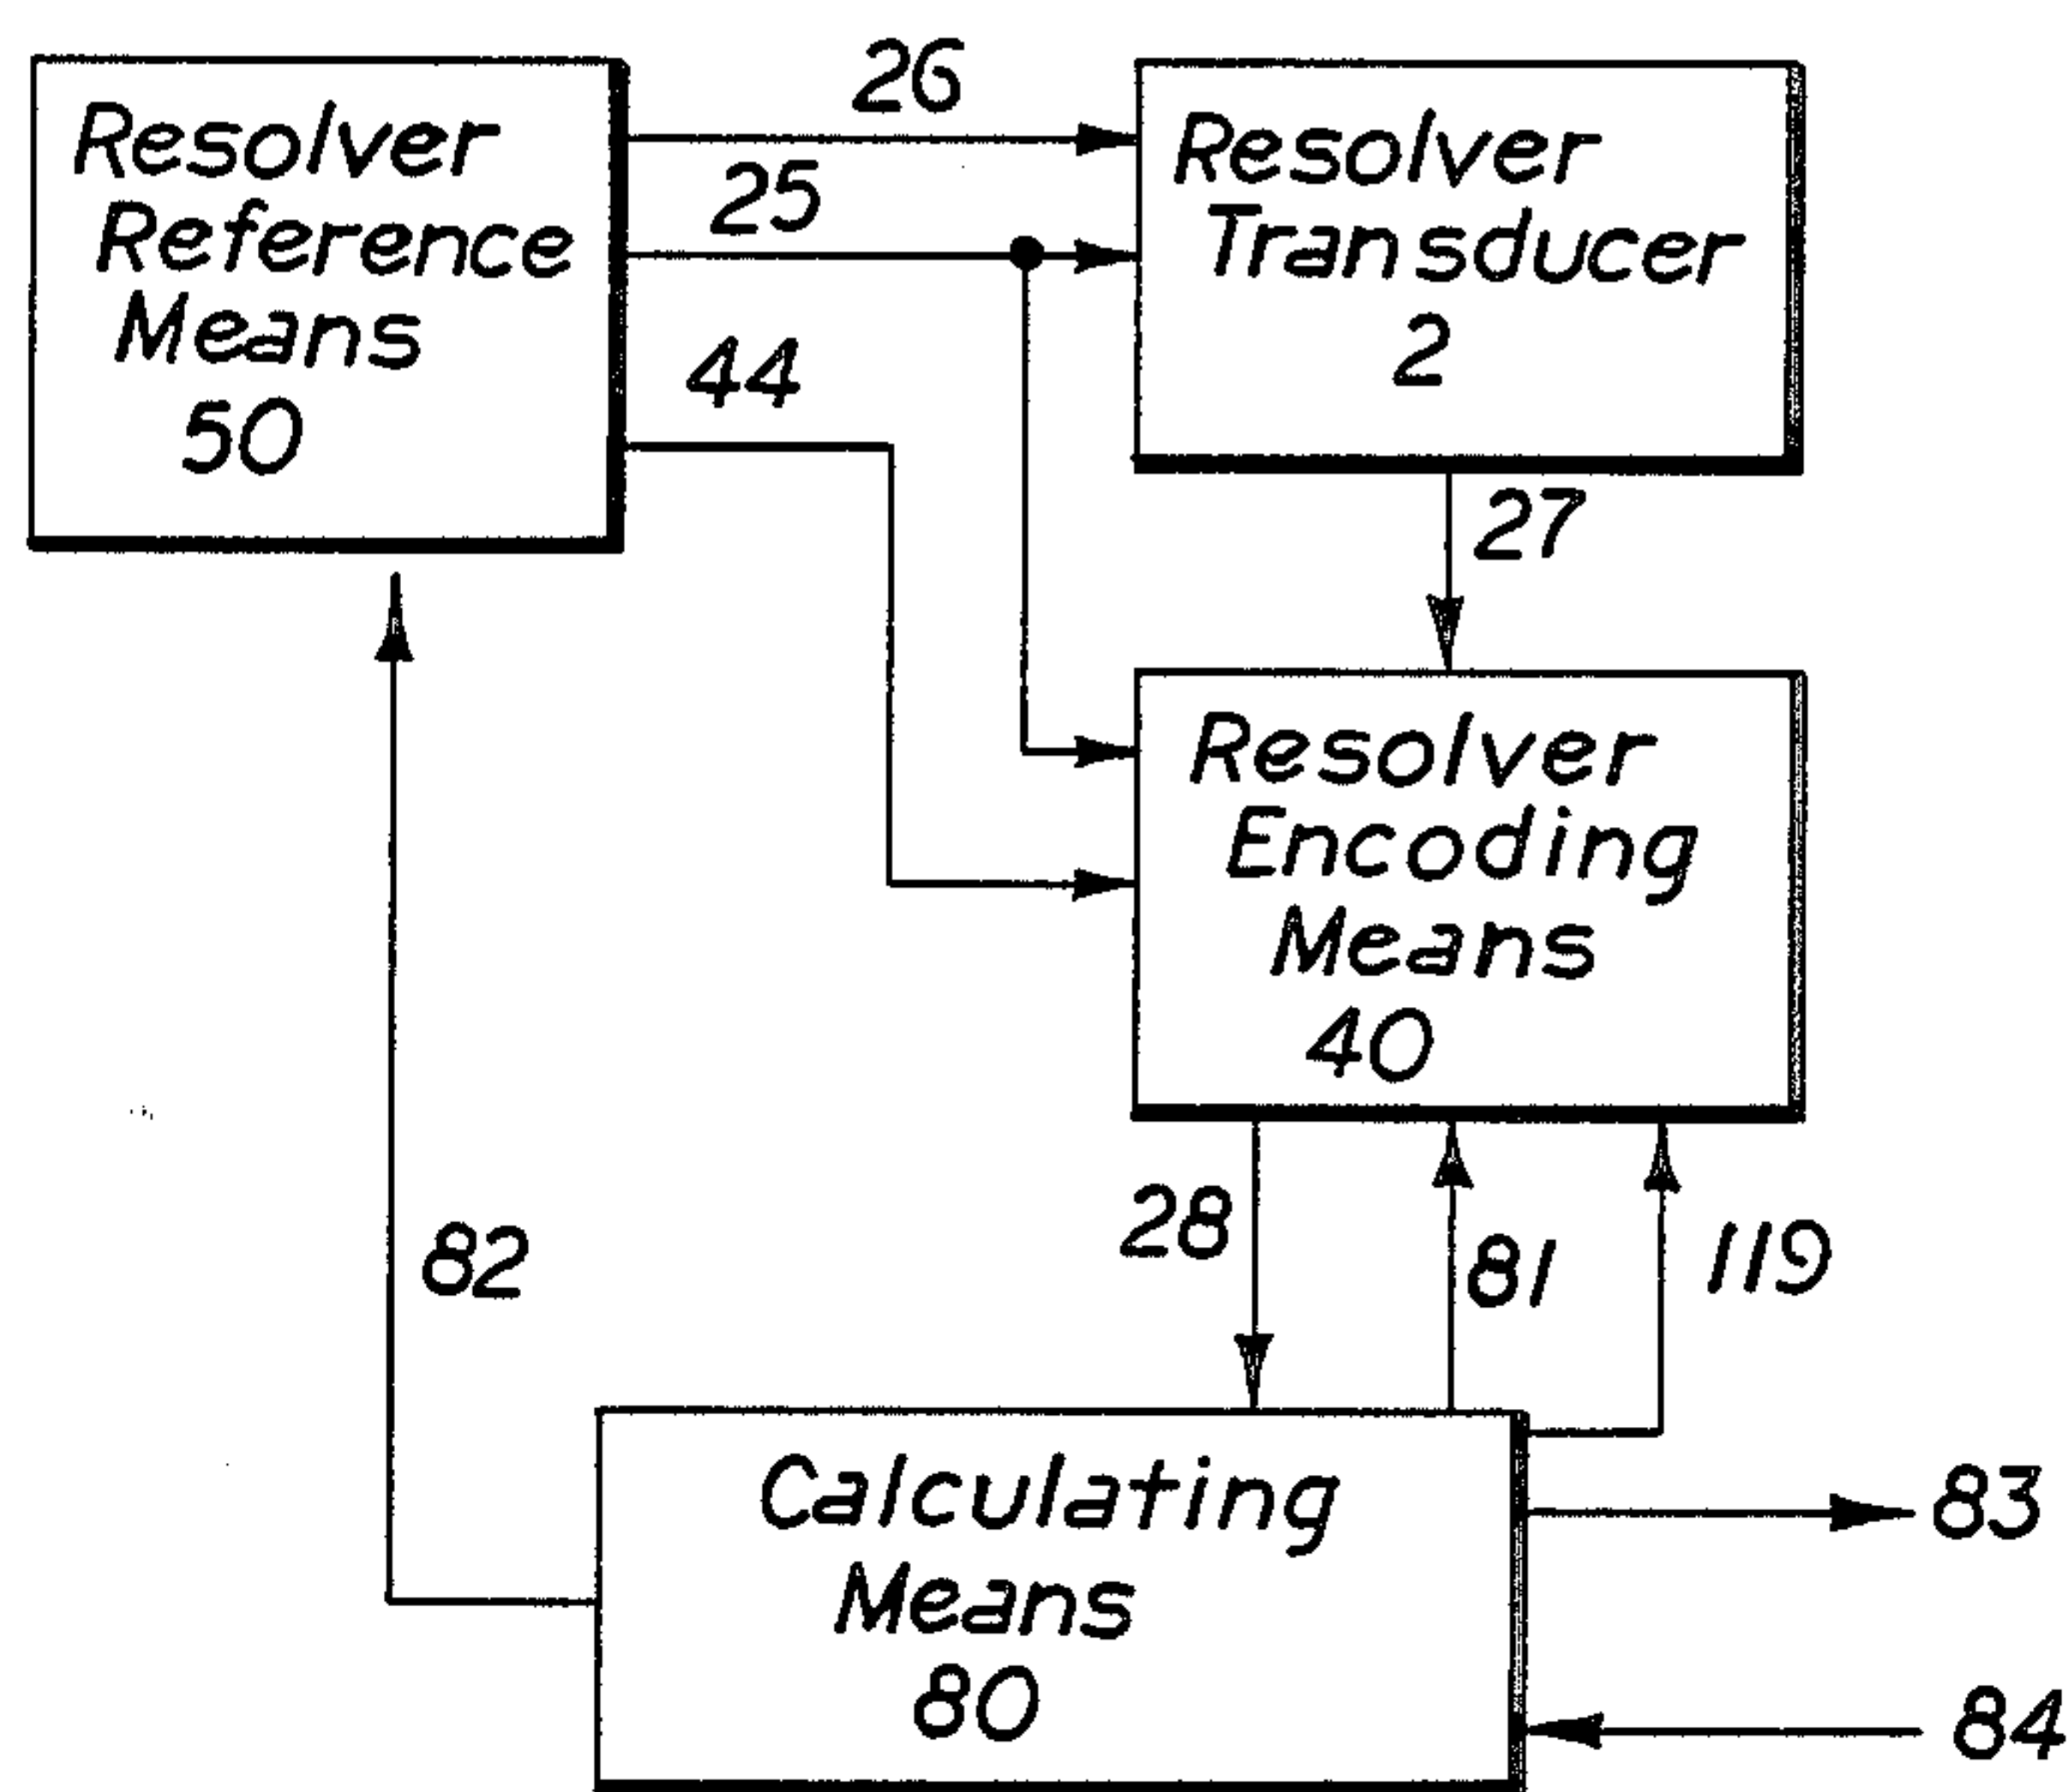 Resolver
Reference
Means
50
26
25
44
Resolver
Transducer
2
27
Resolver
Encoding
Means
40
82
28
81
119
Calculating
Means
80
83
84